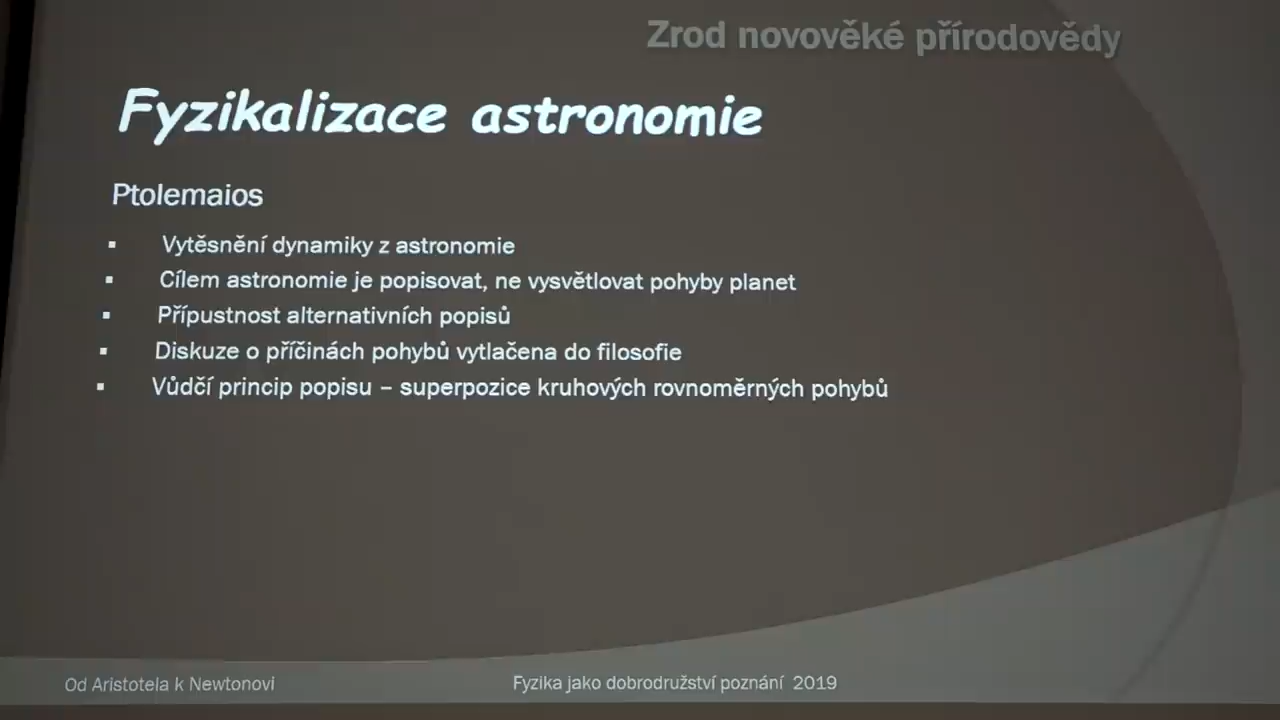 Zrod novověké přírodovědy
Fyzikalizace astronomie
Ptolemaios
▪ Vytěsnění dynamiky z astronomie
▪ Cílem astronomie je popisovat, ne vysvětlovat pohyby planet
▪ Přípustnost alternativních popisů
▪ Diskuze o příčinách pohybů vytlačena do filosofie
▪ Vůdčí princip popisu – superpozice kruhových rovnoměrných pohybů
Od Aristotela k Newtonovi
Fyzika jako dobrodružství poznání 2019